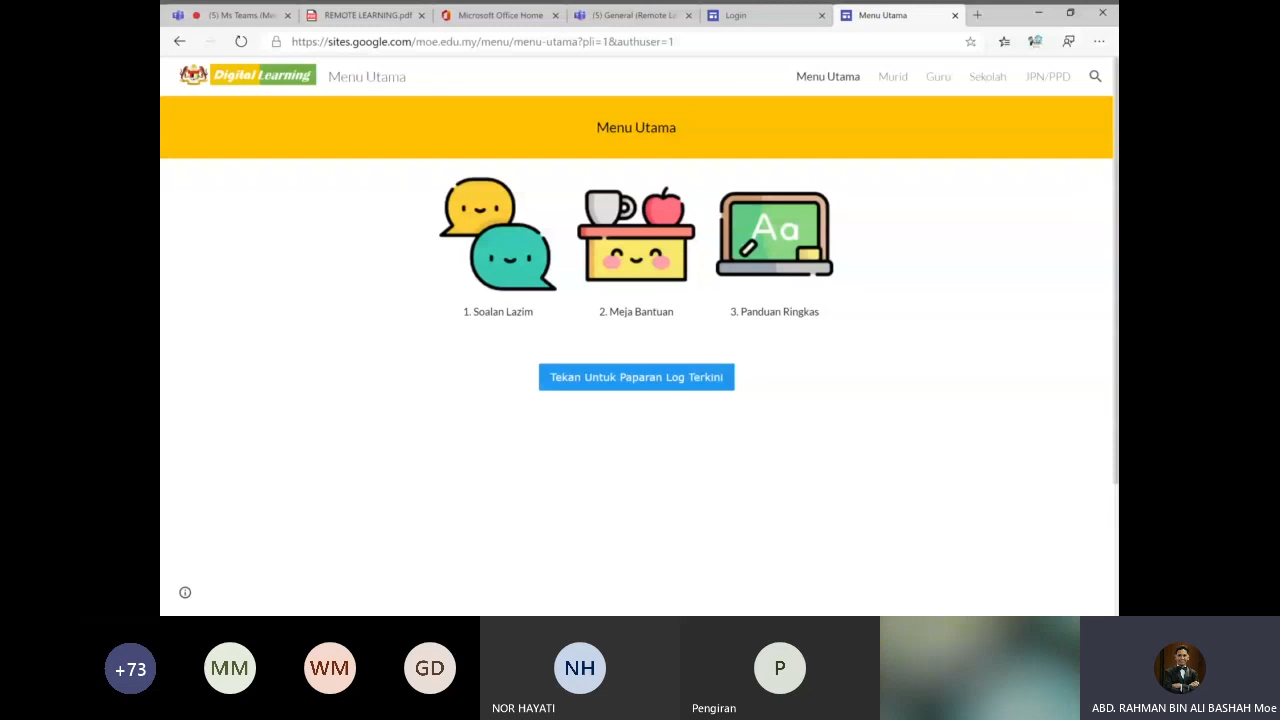 (5) Ms Teams (Me
REMOTE LEARNING.pdf
Microsoft Office Home
(5) General (Remote Le
Login
Menu Utama
https://sites.google.com/moe.edu.my/menu/menu-utama?pli=1&authuser=1
Digital Learning
Menu Utama
Menu Utama
Murid
Guru
Sekolah
JPN/PPD
Menu Utama
Aa
1. Soalan Lazim
2. Meja Bantuan
3. Panduan Ringkas
Tekan Untuk Paparan Log Terkini
+73
MM
WM
GD
NH
P
NOR HAYATI
Pengiran
ABD. RAHMAN BIN ALI BASHAH Moe